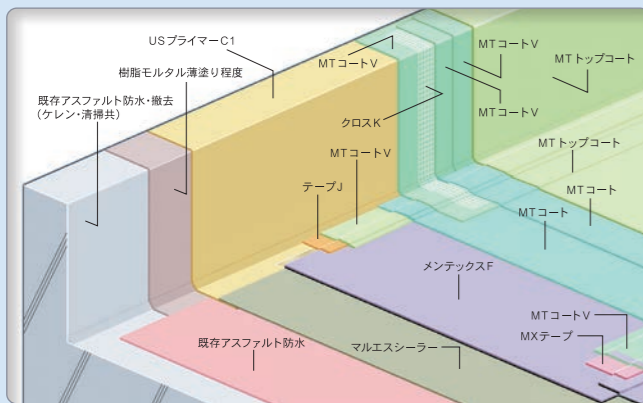 USプライマーC1
MTコートV
MTコートV
MTトップコート
樹脂モルタル薄塗り程度
既存アスファルト防水・撤去
(ケレン・清掃共)
MTコートV
クロスK
MTコートV
MTトップコート
テープJ
MTコート
MTコート
メンテックスF
MTコートV
MXテープ
既存アスファルト防水
マルエスシーラー